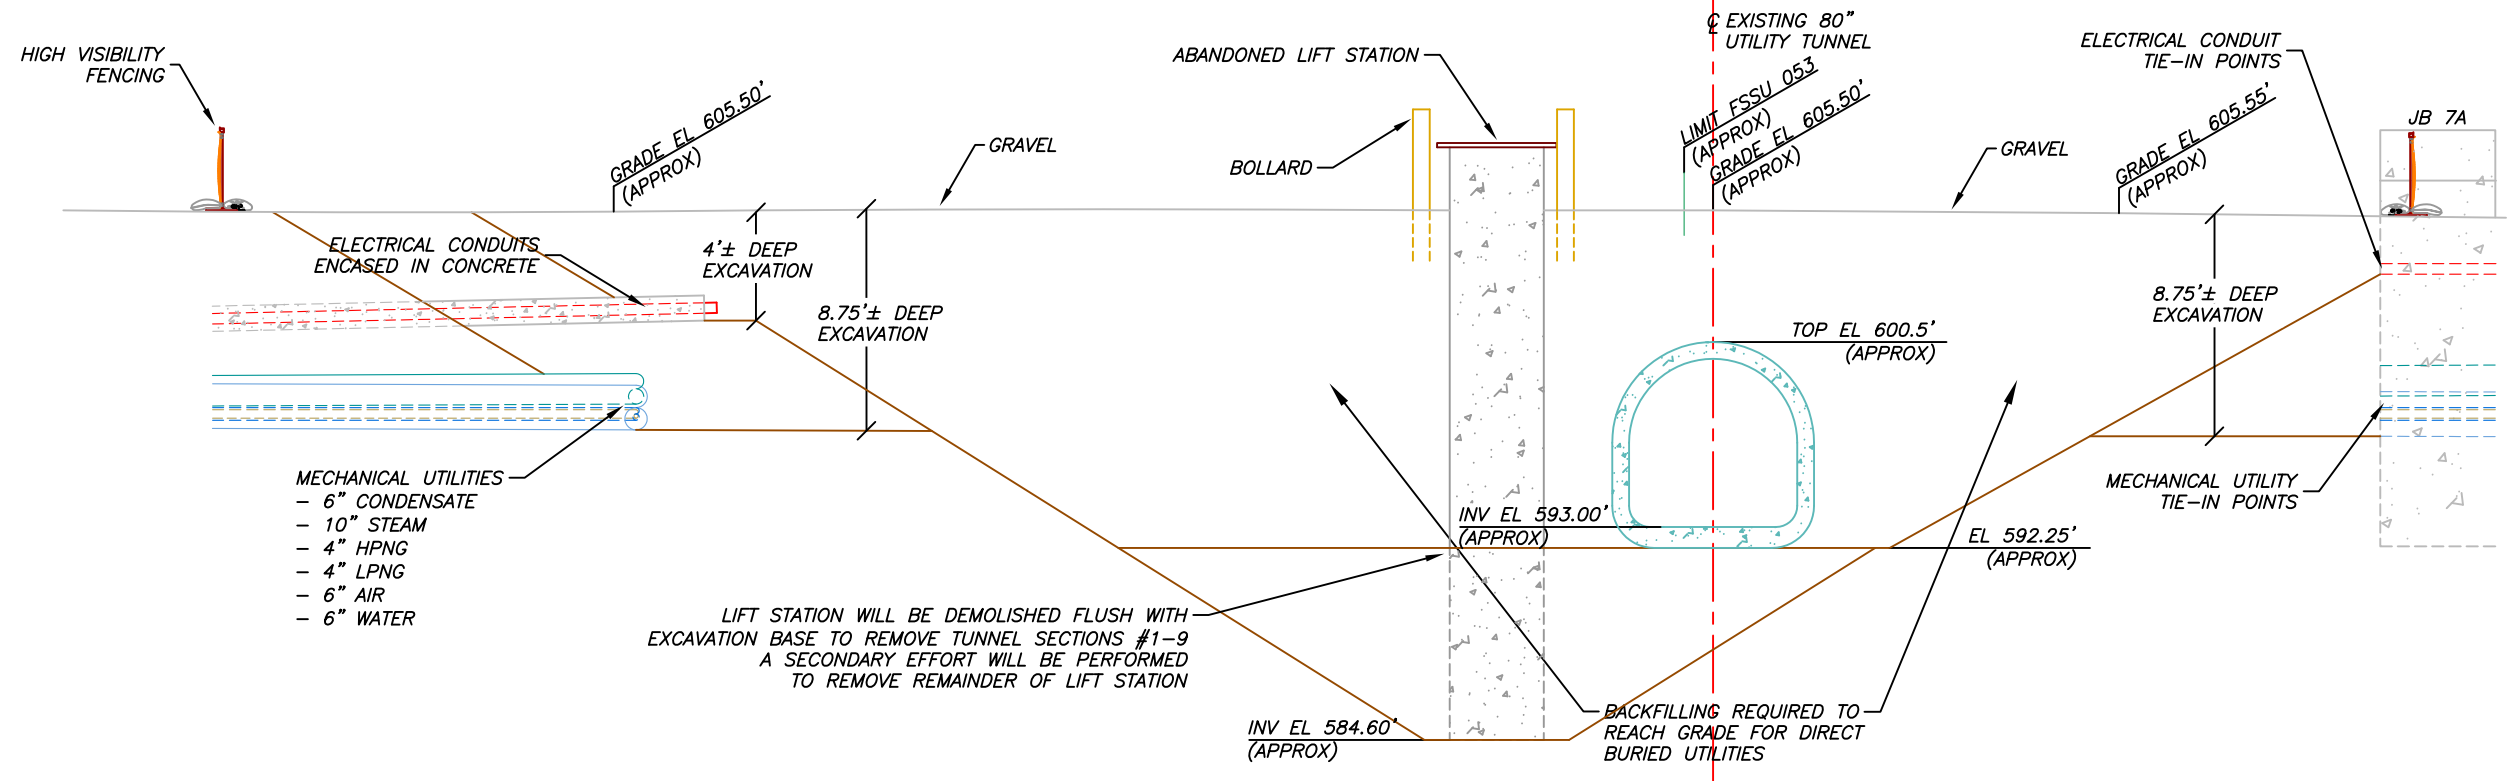 HIGH VISIBILITY
FENCING
GRADE EL 605.50'
(APPROX)
GRAVEL
ABANDONED LIFT STATION
BOLLARD
℄ EXISTING 80"
UTILITY TUNNEL
LIMIT FSSU 053
(APPROX)
GRADE EL 605.50'
(APPROX)
GRAVEL
ELECTRICAL CONDUIT
TIE-IN POINTS
GRADE EL 605.55'
(APPROX)
JB 7A
ELECTRICAL CONDUITS
ENCASED IN CONCRETE
4'± DEEP
EXCAVATION
8.75'± DEEP
EXCAVATION
8.75'± DEEP
EXCAVATION
TOP EL 600.5'
(APPROX)
MECHANICAL UTILITIES
- 6" CONDENSATE
- 10" STEAM
- 4" HPNG
- 4" LPNG
- 6" AIR
- 6" WATER
INV EL 593.00'
(APPROX)
EL 592.25'
(APPROX)
MECHANICAL UTILITY
TIE-IN POINTS
LIFT STATION WILL BE DEMOLISHED FLUSH WITH
EXCAVATION BASE TO REMOVE TUNNEL SECTIONS #1-9
A SECONDARY EFFORT WILL BE PERFORMED
TO REMOVE REMAINDER OF LIFT STATION
INV EL 584.60'
(APPROX)
BACKFILLING REQUIRED TO
REACH GRADE FOR DIRECT
BURIED UTILITIES